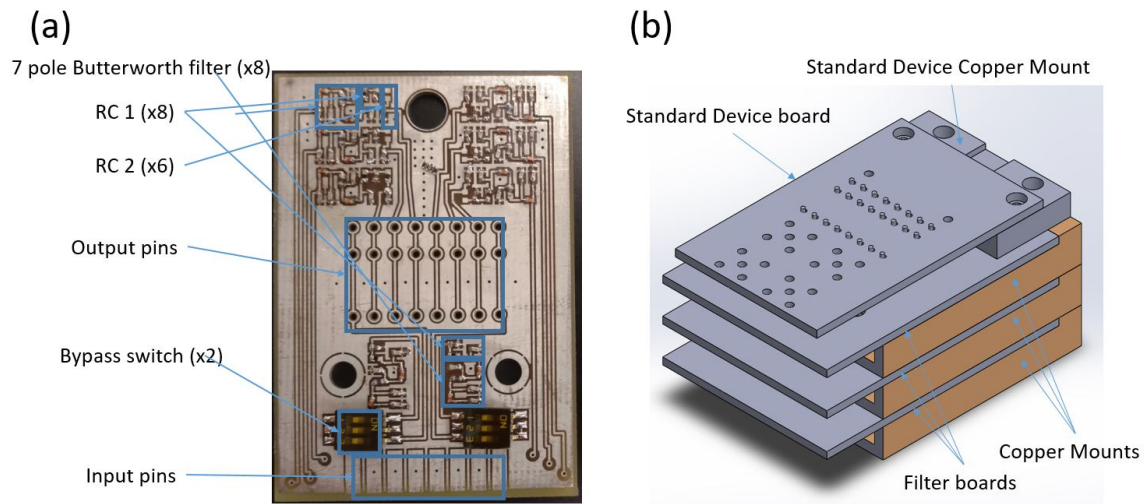 (a)
7 pole Butterworth filter (x8)
RC 1 (x8)
RC 2 (x6)
Output pins
Bypass switch (x2)
Input pins
(b)
Standard Device Copper Mount
Standard Device board
Copper Mounts
Filter boards